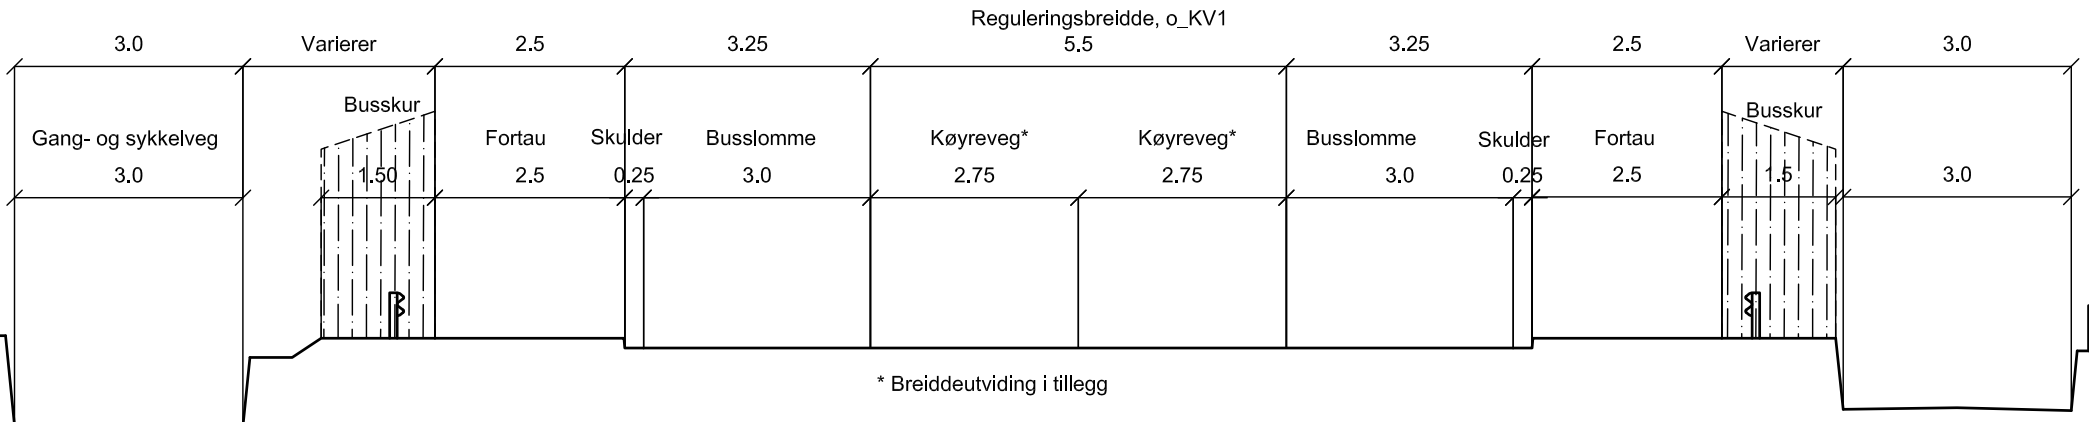 Reguleringsbreidde, o_KV1
3.0 Varierer 2.5 3.25 5.5 3.25 2.5 Varierer 3.0
Busskur Busskur
Gang- og sykkelveg Fortau Skulder Busslomme Køyreveg* Køyreveg* Busslomme Skulder Fortau
3.0 1.50 2.5 0.25 3.0 2.75 2.75 3.0 0.25 2.5 1.5 3.0
* Breiddeutviding i tillegg